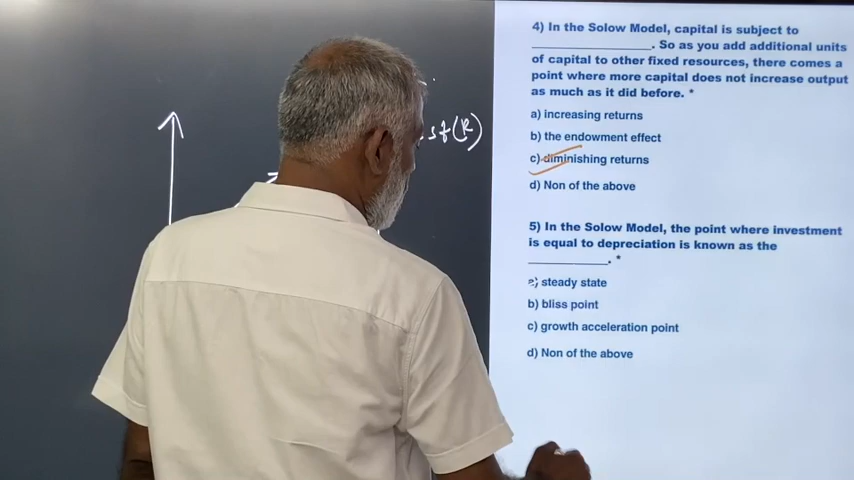 sf(k)
4) In the Solow Model, capital is subject to
____________________. So as you add additional units
of capital to other fixed resources, there comes a
point where more capital does not increase output
as much as it did before. *
a) increasing returns
b) the endowment effect
c) diminishing returns
d) Non of the above
5) In the Solow Model, the point where investment
is equal to depreciation is known as the
_____________. *
a) steady state
b) bliss point
c) growth acceleration point
d) Non of the above